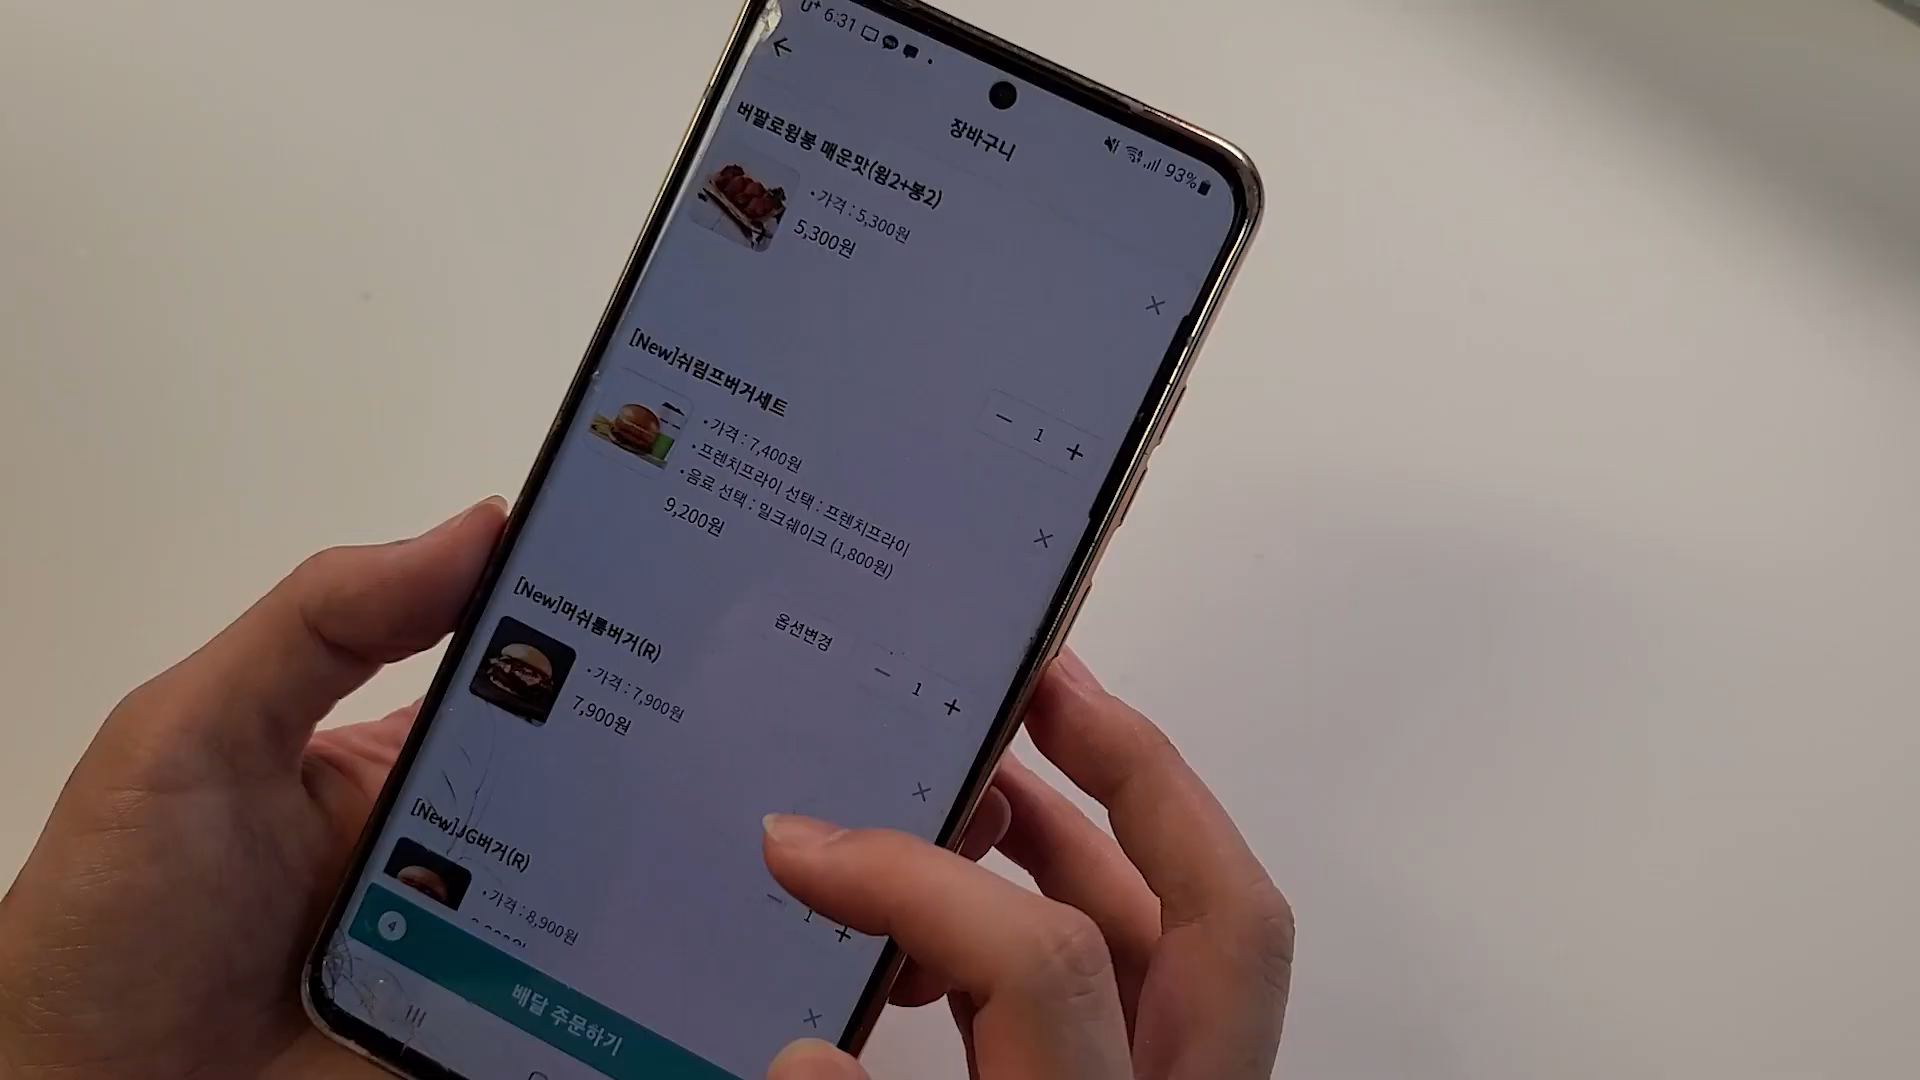 U+ 6:31
93%
장바구니
버팔로윙봉 매운맛(윙2+봉2)
• 가격 : 5,300원
5,300원
[New]쉬림프버거세트
• 가격 : 7,400원
• 프렌치프라이 선택 : 프렌치프라이
• 음료 선택 : 밀크쉐이크 (1,800원)
9,200원
1
옵션변경
[New]머쉬룸버거(R)
• 가격 : 7,900원
7,900원
1
[New]JG버거(R)
• 가격 : 8,900원
1
4
배달 주문하기